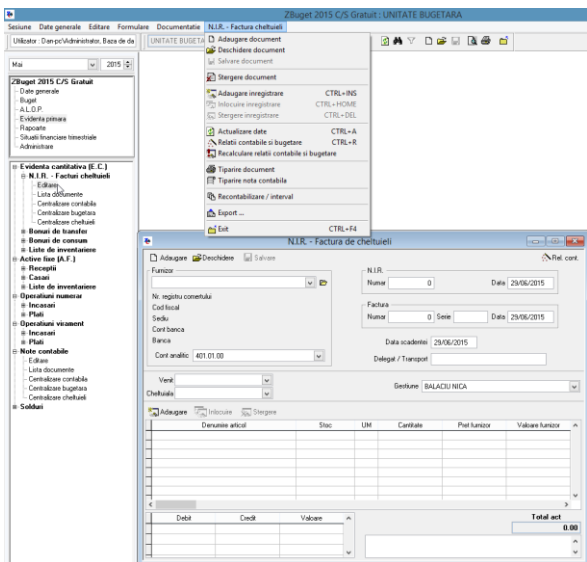 ZBuget 2015 C/S Gratuit : UNITATE BUGETARA
Sesiune Date generale Editare Formulare Documentatie N.I.R. - Factura cheltuieli
Utilizator : Dan-pc\Administrator, Baza de da
UNITATE BUGETA
Adaugare document
Deschidere document
Salvare document
Stergere document
Adaugare inregistrare CTRL+INS
Inlocuire inregistrare CTRL+HOME
Stergere inregistrare CTRL+DEL
Actualizare date CTRL+A
Relatii contabile si bugetare CTRL+R
Recalculare relatii contabile si bugetare
Tiparire document
Tiparire nota contabila
Recontabilizare / interval
Export ...
Exit CTRL+F4
Mai 2015
ZBuget 2015 C/S Gratuit
Date generale
Buget
A.L.O.P.
Evidenta primara
Rapoarte
Situatii financiare trimestriale
Administrare
Evidenta cantitativa (E.C.)
N.I.R. - Facturi cheltuieli
Editare
Lista documente
Centralizare contabila
Centralizare bugetara
Centralizare cheltuieli
Bonuri de transfer
Bonuri de consum
Liste de inventariere
Active fixe (A.F.)
Receptii
Casari
Liste de inventariere
Operatiuni numerar
Incasari
Plati
Operatiuni virament
Incasari
Plati
Note contabile
Editare
Lista documente
Centralizare contabila
Centralizare bugetara
Centralizare cheltuieli
Solduri
N.I.R. - Factura de cheltuieli
Adaugare Deschidere Salvare Rel. cont.
Furnizor
Nr. registru comertului
Cod fiscal
Sediu
Cont banca
Banca
Cont analitic 401.01.00
N.I.R.
Numar 0 Data 29/06/2015
Factura
Numar 0 Serie Data 29/06/2015
Data scadentei 29/06/2015
Delegat / Transport
Venit
Cheltuiala
Gestiune BALACIU NICA
Adaugare Inlocuire Stergere
Denumire articol Stoc UM Cantitate Pret furnizor Valoare furnizor
Debit Credit Valoare
Total act
0.00